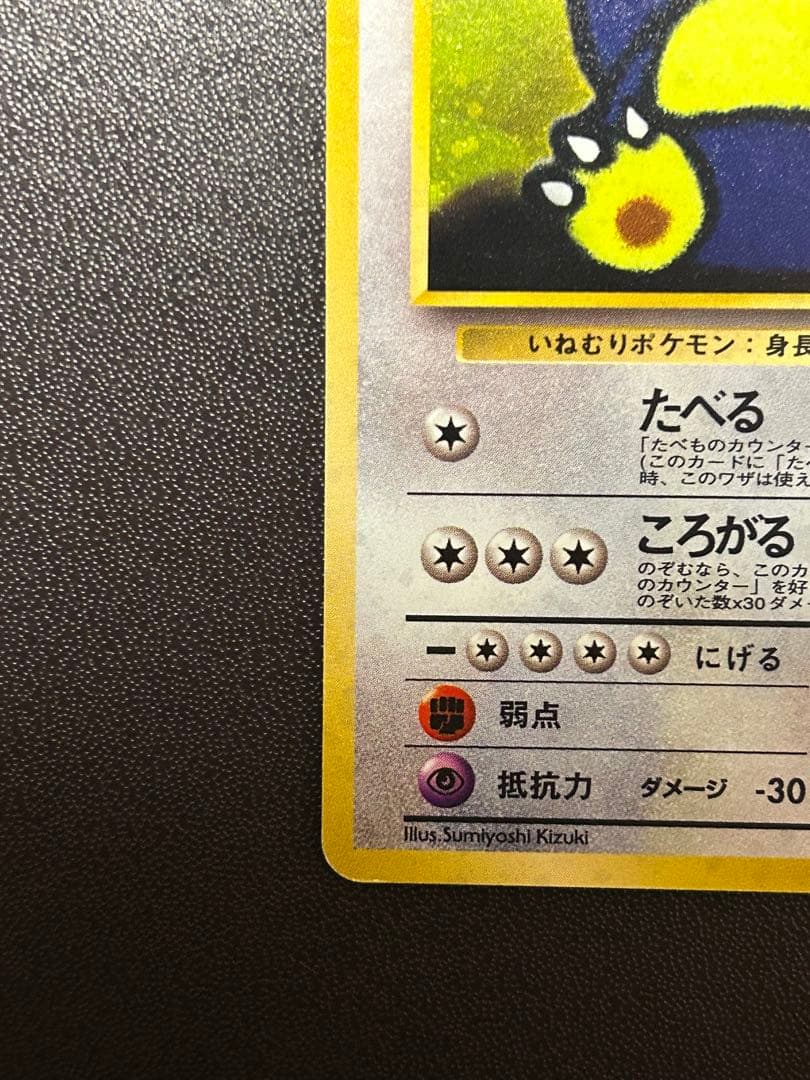 いねむりポケモン：身長
たべる
「たべものカウンター
(このカードに「たべ
時、このワザは使え
ころがる
のぞむなら、このカ
のカウンター」を好
のぞいた数x30ダメー
にげる
弱点
抵抗力 ダメージ -30
Illus.Sumiyoshi Kizuki